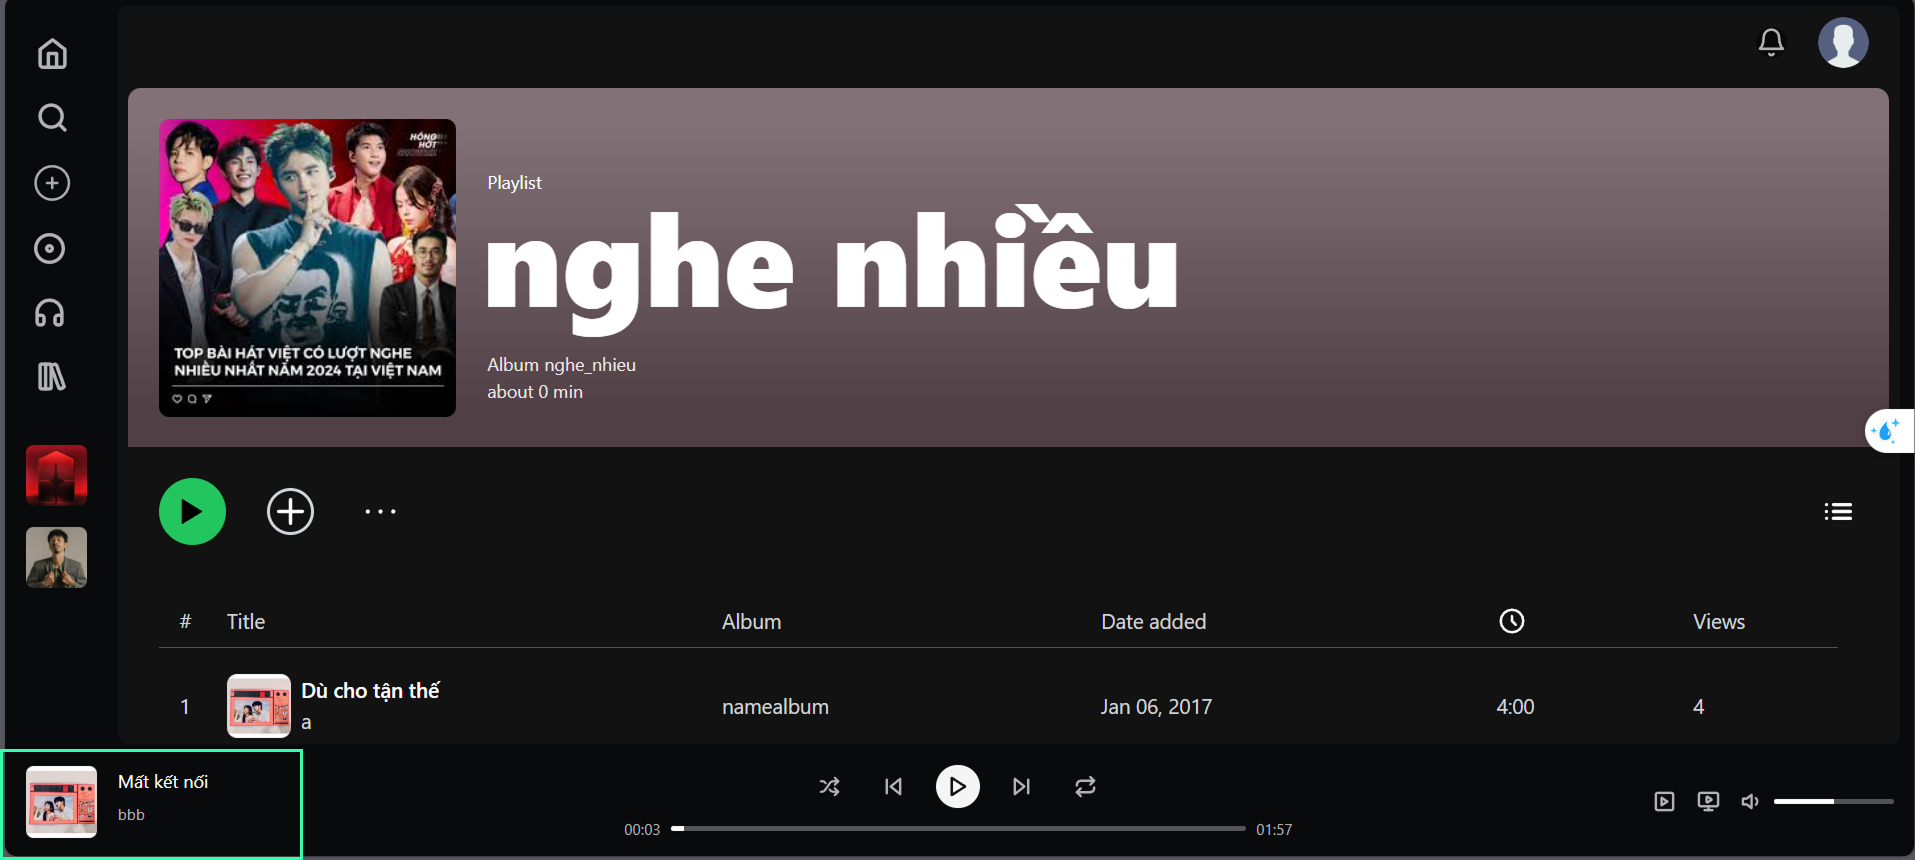 HÓNG
HỚT
TOP BÀI HÁT VIỆT CÓ LƯỢT NGHE
NHIỀU NHẤT NĂM 2024 TẠI VIỆT NAM
Playlist
nghe nhiều
Album nghe_nhieu
about 0 min
# Title Album Date added Views
1 Dù cho tận thế namealbum Jan 06, 2017 4:00 4
a
Mất kết nối
bbb
00:03 01:57